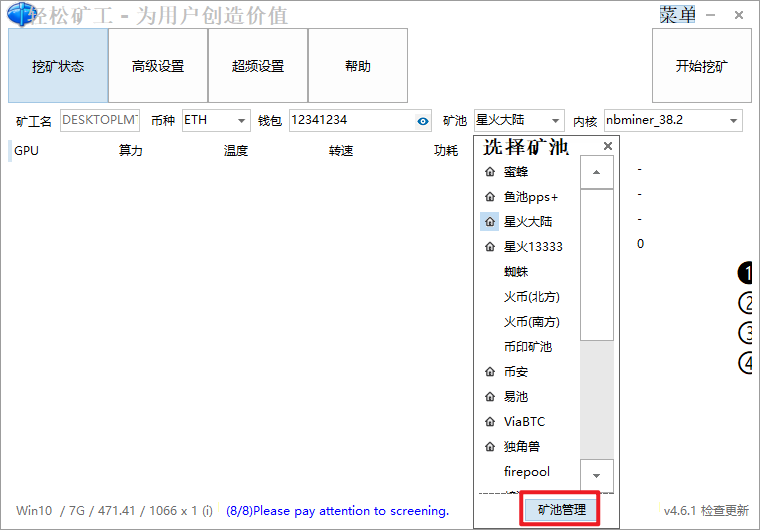 轻松矿工 - 为用户创造价值 菜单
挖矿状态 高级设置 超频设置 帮助 开始挖矿
矿工名 DESKTOPLM 币种 ETH 钱包 12341234 矿池 星火大陆 内核 nbminer_38.2
GPU 算力 温度 转速 功耗
选择矿池
蜜蜂 -
鱼池pps+ -
星火大陆 -
星火13333 0
蜘蛛
火币(北方)
火币(南方)
币印矿池
币安
易池
ViaBTC
独角兽
firepool
1
2
3
4
矿池管理
Win10 / 7G / 471.41 / 1066 x 1 (i) (8/8)Please pay attention to screening. v4.6.1 检查更新